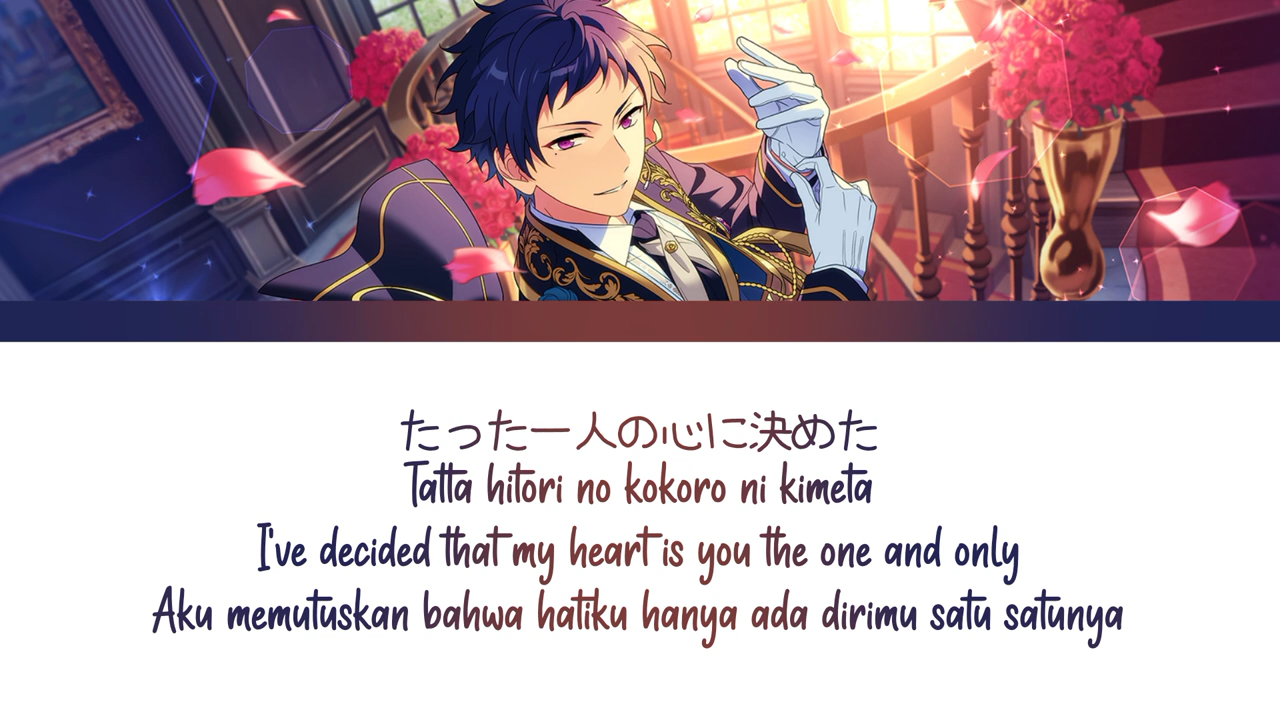 たった一人の心に決めた
Tatta hitori no kokoro ni kimeta
I've decided that my heart is you the one and only
Aku memutuskan bahwa hatiku hanya ada dirimu satu satunya